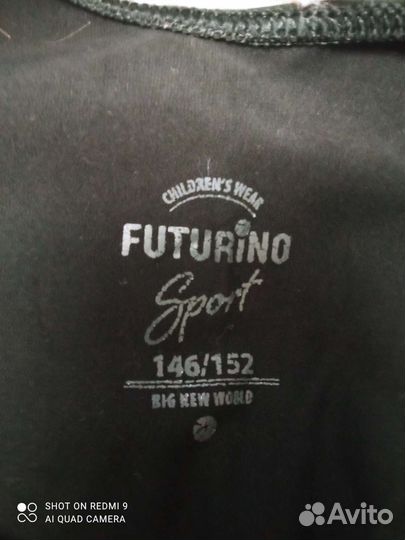 CHILDREN'S WEAR
FUTURiNO
Sport
146/152
BIG NEW WORLD
SHOT ON REDMI 9
AI QUAD CAMERA
Avito